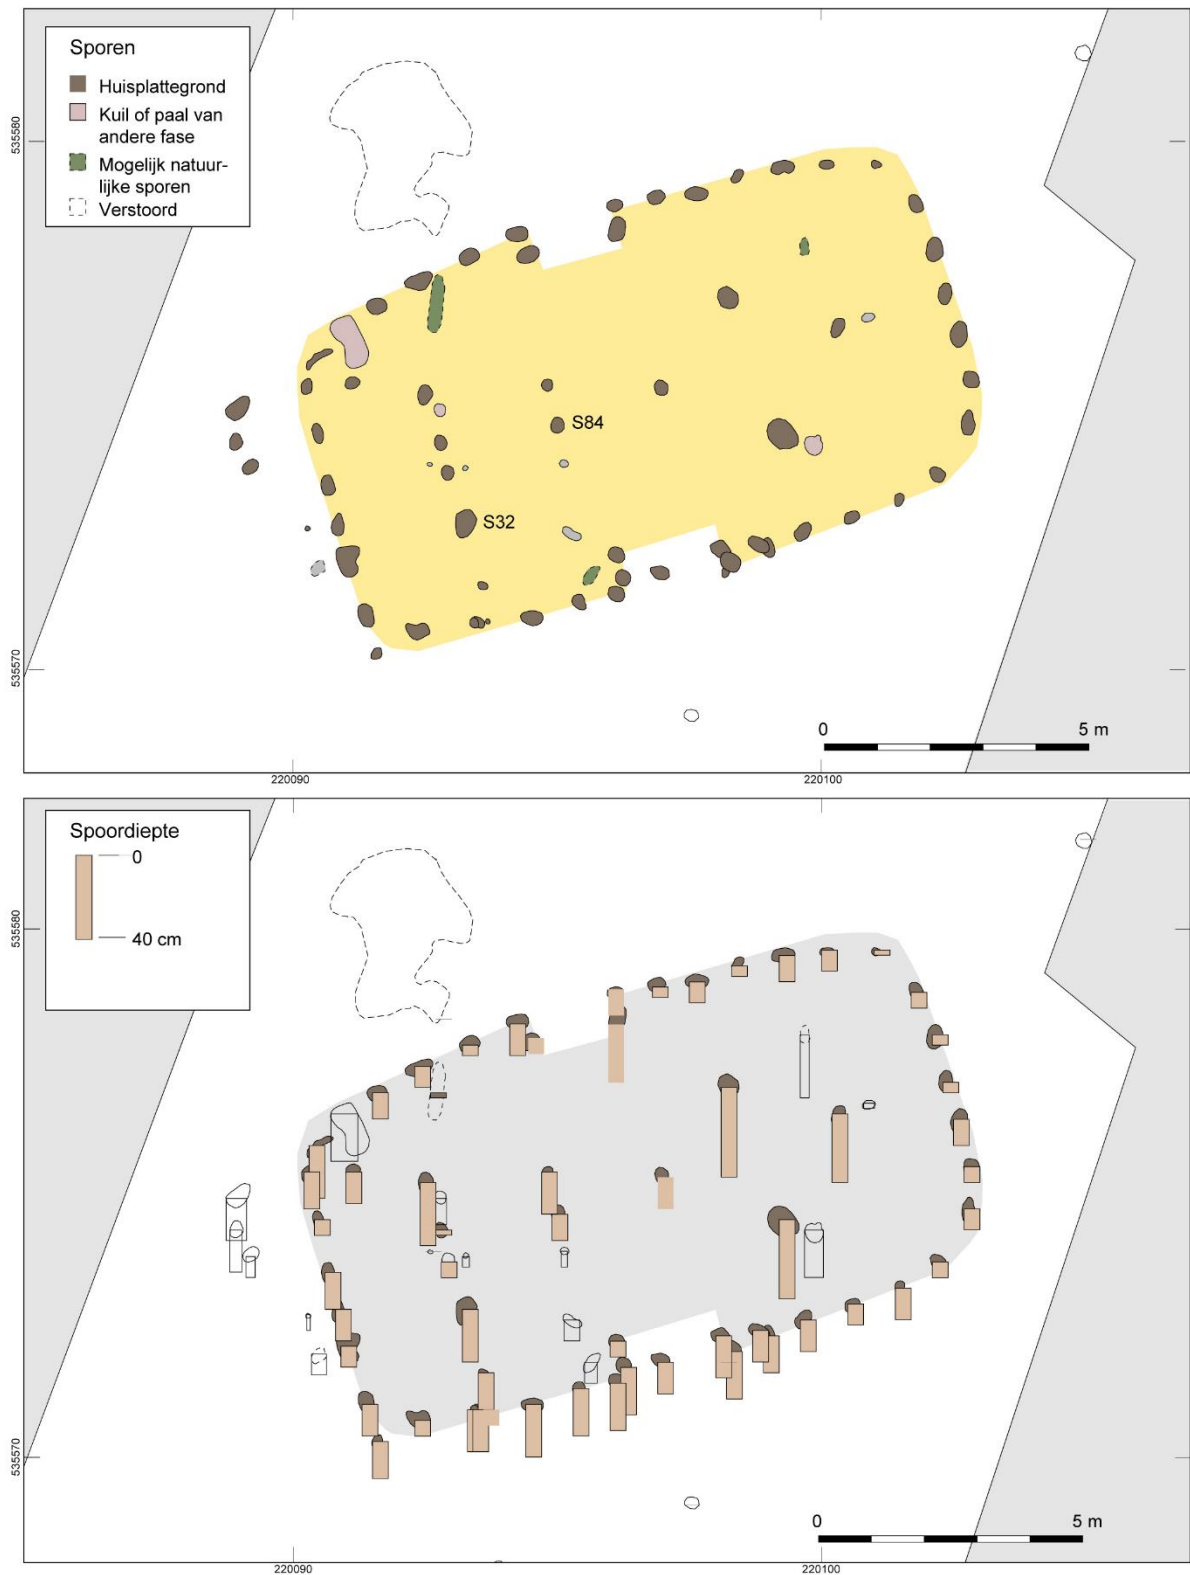 Sporen
Huisplattegrond
Kuil of paal van
andere fase
Mogelijk natuur-
lijke sporen
Verstoord
535580
S84
S32
535570
0 5 m
220090 220100
Spoordiepte
0
40 cm
535580
535570
0 5 m
220090 220100